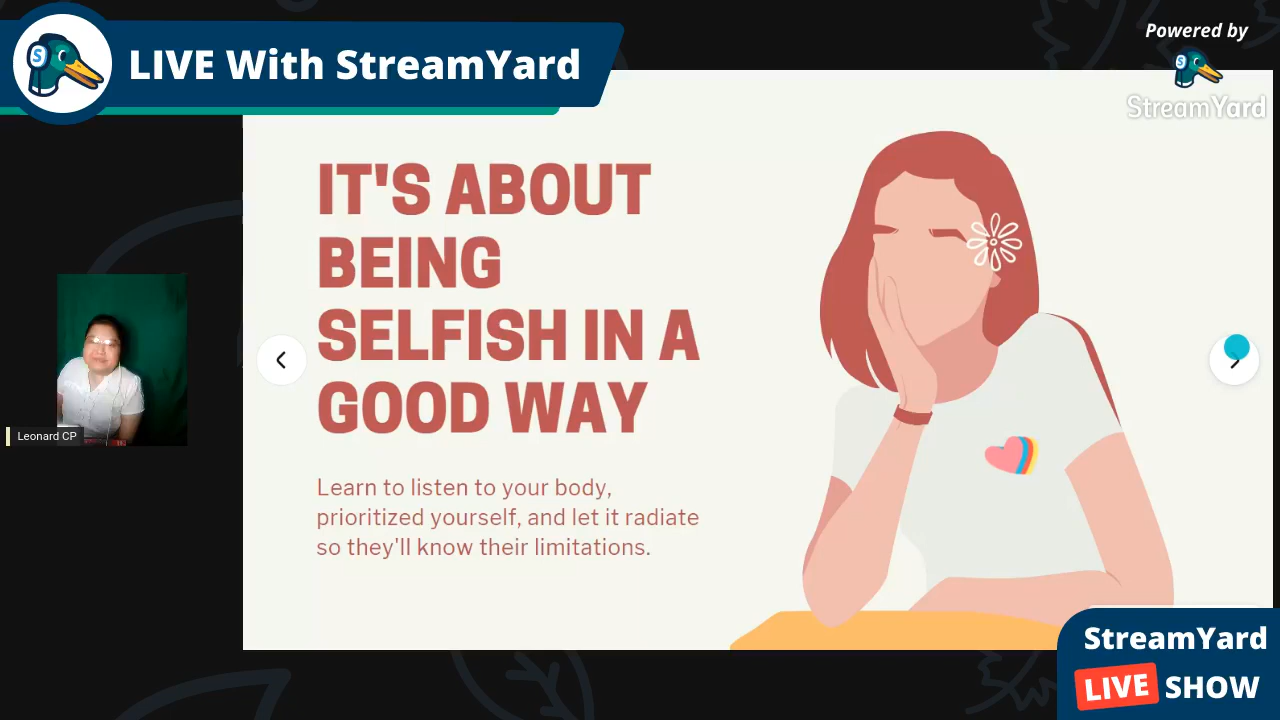 LIVE With StreamYard
Powered by
StreamYard
IT'S ABOUT
BEING
SELFISH IN A
GOOD WAY
Learn to listen to your body,
prioritized yourself, and let it radiate
so they'll know their limitations.
Leonard CP
StreamYard
LIVE SHOW